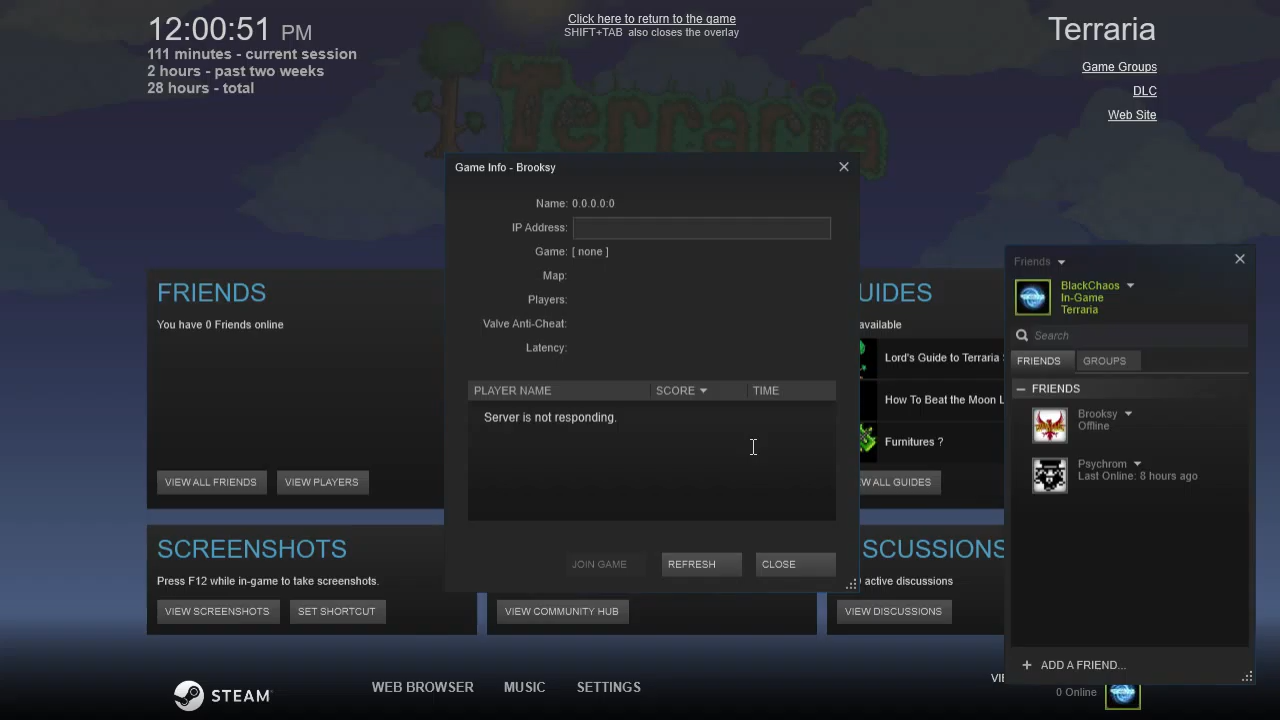 12:00:51 PM
111 minutes - current session
2 hours - past two weeks
28 hours - total
Click here to return to the game
SHIFT+TAB also closes the overlay
Terraria
Game Groups
DLC
Web Site
Terraria
Game Info - Brooksy
Name: 0.0.0.0:0
IP Address:
Game: [ none ]
Map:
Players:
Valve Anti-Cheat:
Latency:
PLAYER NAME SCORE TIME
Server is not responding.
JOIN GAME REFRESH CLOSE
FRIENDS
You have 0 Friends online
VIEW ALL FRIENDS VIEW PLAYERS
UIDES
available
Lord's Guide to Terraria
How To Beat the Moon L
Furnitures ?
W ALL GUIDES
SCREENSHOTS
Press F12 while in-game to take screenshots.
VIEW SCREENSHOTS SET SHORTCUT
VIEW COMMUNITY HUB
SCUSSIONS
active discussions
VIEW DISCUSSIONS
Friends
BlackChaos
In-Game
Terraria
Search
FRIENDS GROUPS
FRIENDS
Brooksy
Offline
Psychrom
Last Online: 8 hours ago
+ ADD A FRIEND...
STEAM
WEB BROWSER MUSIC SETTINGS
VIE
0 Online